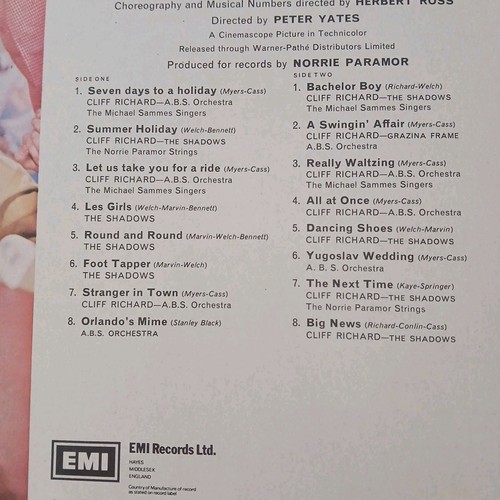 Choreography and Musical Numbers directed by HERBERT ROSS
Directed by PETER YATES
A Cinemascope Picture in Technicolor
Released through Warner-Pathé Distributors Limited
Produced for records by NORRIE PARAMOR
SIDE ONE
1. Seven days to a holiday (Myers-Cass)
CLIFF RICHARD—A.B.S. Orchestra
The Michael Sammes Singers
2. Summer Holiday (Welch-Bennett)
CLIFF RICHARD—THE SHADOWS
The Norrie Paramor Strings
3. Let us take you for a ride (Myers-Cass)
CLIFF RICHARD—A.B.S. Orchestra
The Michael Sammes Singers
4. Les Girls (Welch-Marvin-Bennett)
THE SHADOWS
5. Round and Round (Marvin-Welch-Bennett)
THE SHADOWS
6. Foot Tapper (Marvin-Welch)
THE SHADOWS
7. Stranger in Town (Myers-Cass)
CLIFF RICHARD—A.B.S. Orchestra
8. Orlando's Mime (Stanley Black)
A.B.S. ORCHESTRA
SIDE TWO
1. Bachelor Boy (Richard-Welch)
CLIFF RICHARD—THE SHADOWS
2. A Swingin' Affair (Myers-Cass)
CLIFF RICHARD—GRAZINA FRAME
A.B.S. Orchestra
3. Really Waltzing (Myers-Cass)
CLIFF RICHARD—A.B.S. Orchestra
The Michael Sammes Singers
4. All at Once (Myers-Cass)
CLIFF RICHARD—A.B.S. Orchestra
5. Dancing Shoes (Welch-Marvin)
CLIFF RICHARD—THE SHADOWS
6. Yugoslav Wedding (Myers-Cass)
A. B. S. Orchestra
7. The Next Time (Kaye-Springer)
CLIFF RICHARD—THE SHADOWS
The Norrie Paramor Strings
8. Big News (Richard-Conlin-Cass)
CLIFF RICHARD—THE SHADOWS
EMI
EMI Records Ltd.
HAYES
MIDDLESEX
ENGLAND
Country of Manufacture of record
as stated on record label